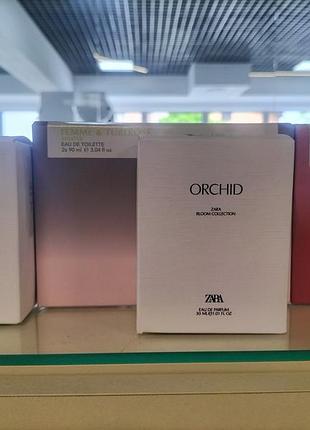 FEMME & TUBEROSE
EAU DE TOILETTE
2x 90 ml ℮ 3.04 fl oz
ORCHID
ZARA
BLOOM COLLECTION
ZARA
EAU DE PARFUM
30 ML ℮ 1.01 FL OZ